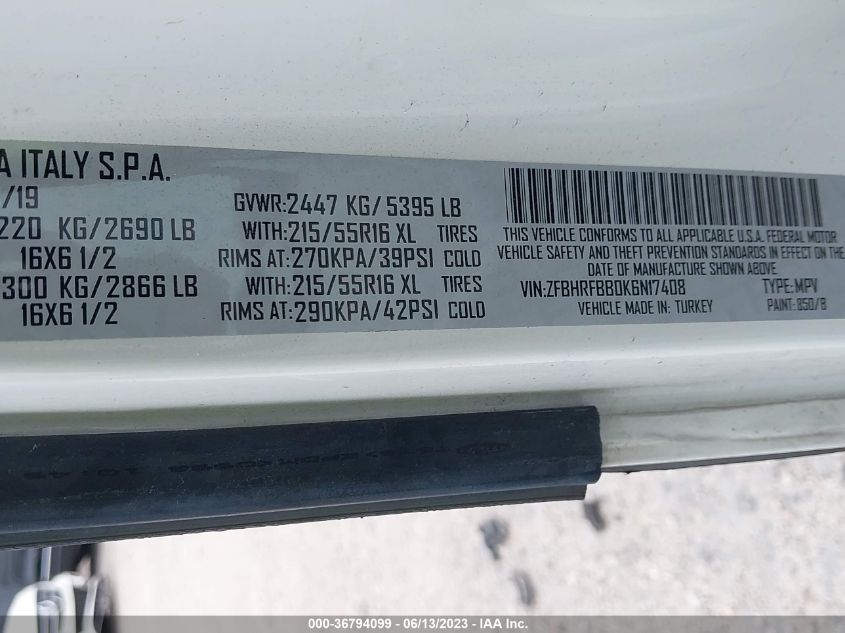 A ITALY S.P.A.
/19
220 KG/2690 LB
16X6 1/2
300 KG/2866 LB
16X6 1/2
GVWR:2447 KG/5395 LB
WITH:215/55R16 XL TIRES
RIMS AT:270KPA/39PSI COLD
WITH:215/55R16 XL TIRES
RIMS AT:290KPA/42PSI COLD
THIS VEHICLE CONFORMS TO ALL APPLICABLE U.S.A. FEDERAL MOTOR
VEHICLE SAFETY AND THEFT PREVENTION STANDARDS IN EFFECT ON THE
DATE OF MANUFACTURE SHOWN ABOVE
VIN:ZFBHRFBB0K6N17408 TYPE:MPV
VEHICLE MADE IN: TURKEY PAINT: 850/B
000-36794099 - 06/13/2023 - IAA Inc.